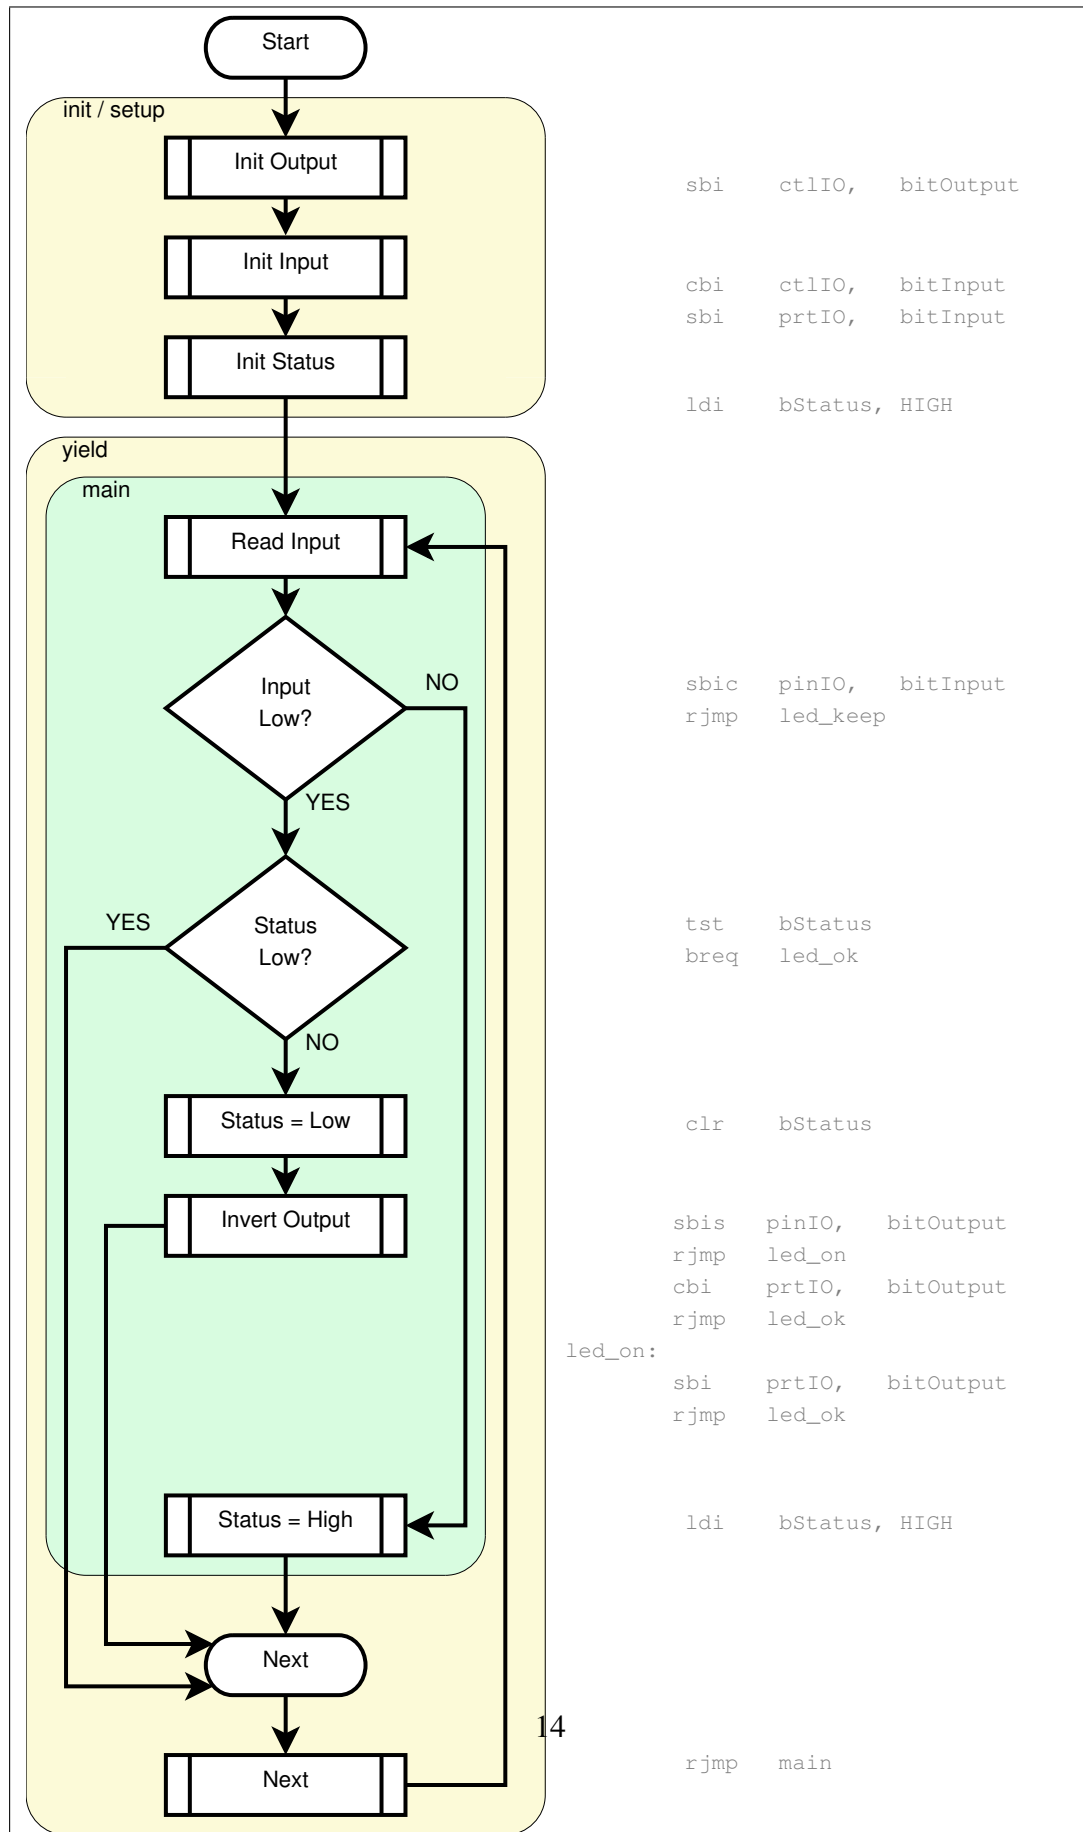 Start
init / setup
Init Output
sbi ctlIO, bitOutput
Init Input
cbi ctlIO, bitInput
sbi prtIO, bitInput
Init Status
ldi bStatus, HIGH
yield
main
Read Input
Input
Low?
NO
sbic pinIO, bitInput
rjmp led_keep
YES
YES
Status
Low?
tst bStatus
breq led_ok
NO
Status = Low
clr bStatus
Invert Output
sbis pinIO, bitOutput
rjmp led_on
cbi prtIO, bitOutput
rjmp led_ok
led_on:
sbi prtIO, bitOutput
rjmp led_ok
Status = High
ldi bStatus, HIGH
Next
14
Next
rjmp main